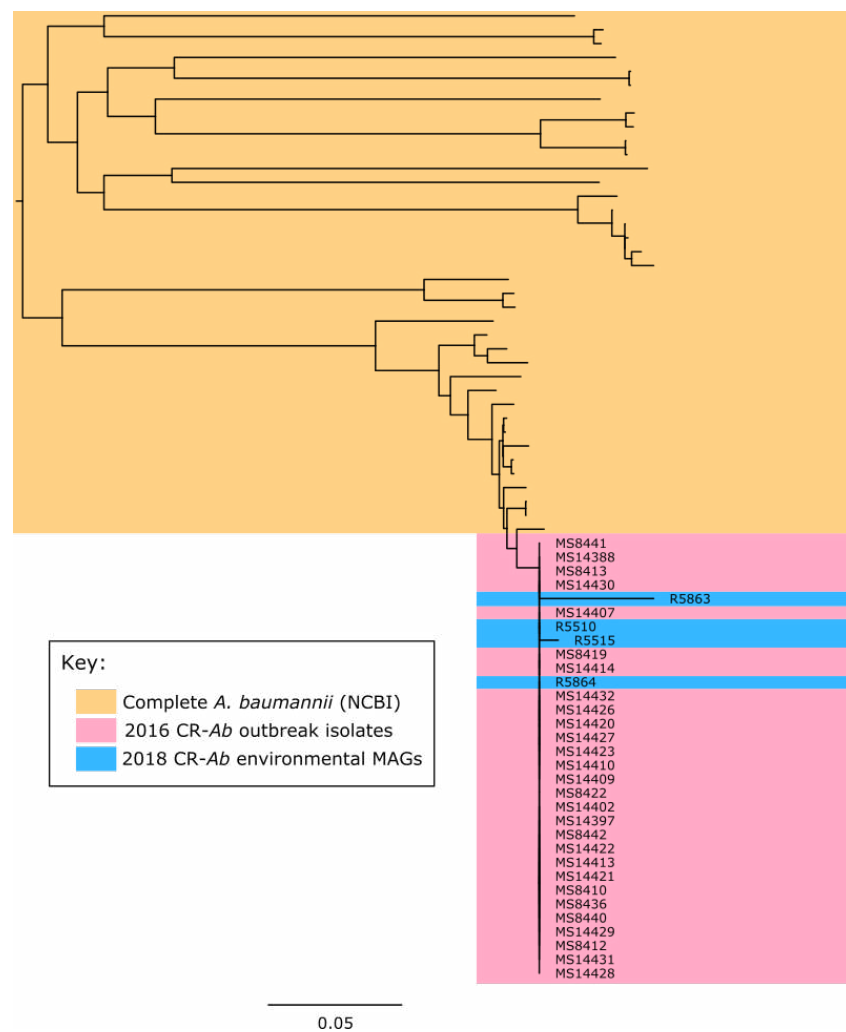 MS8441
MS14388
MS8413
MS14430
R5863
MS14407
R5510
R5515
MS8419
MS14414
R5864
MS14432
MS14426
MS14420
MS14427
MS14423
MS14410
MS14409
MS8422
MS14402
MS14397
MS8442
MS14422
MS14413
MS14421
MS8410
MS8436
MS8440
MS14429
MS8412
MS14431
MS14428
Key:
Complete A. baumannii (NCBI)
2016 CR-Ab outbreak isolates
2018 CR-Ab environmental MAGs
0.05